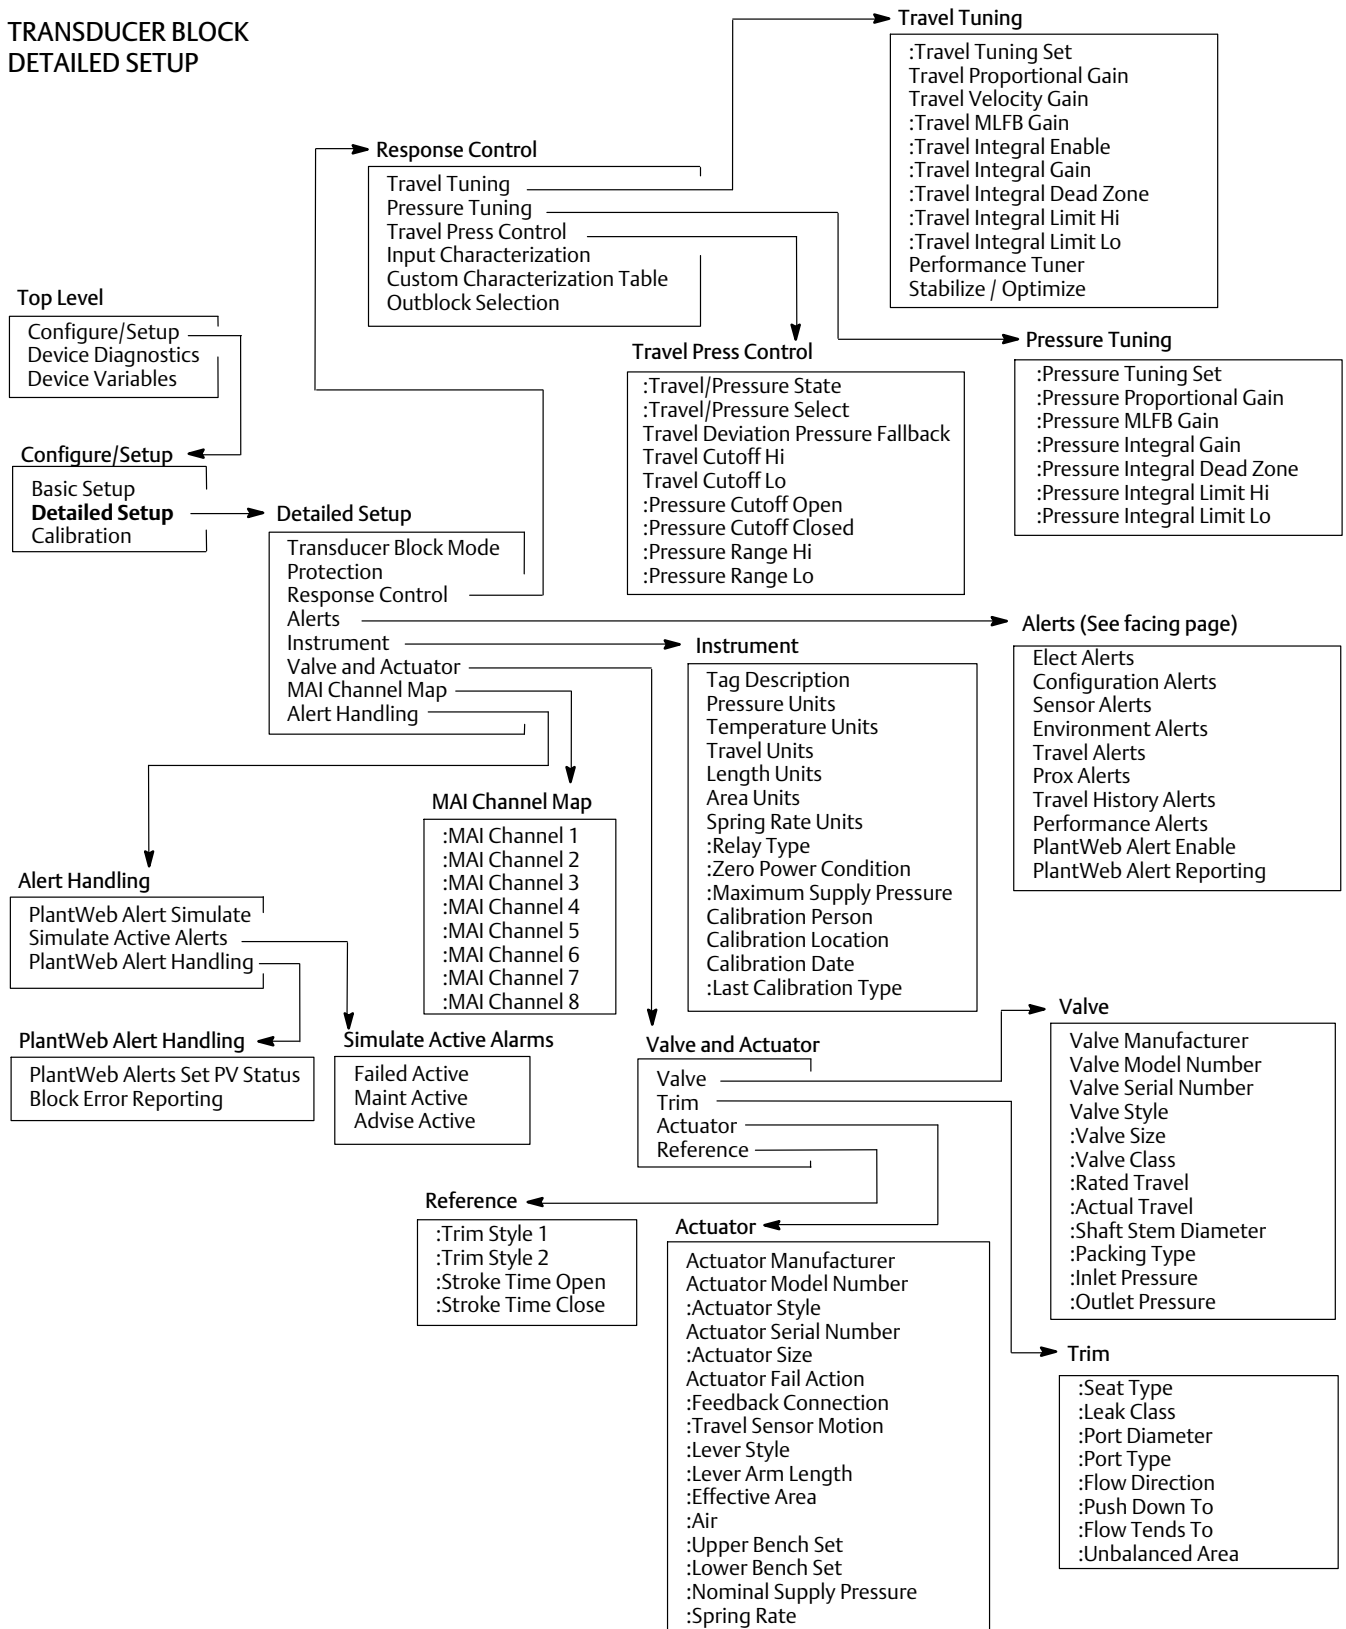 TRANSDUCER BLOCK
DETAILED SETUP
Travel Tuning
:Travel Tuning Set
Travel Proportional Gain
Travel Velocity Gain
:Travel MLFB Gain
:Travel Integral Enable
:Travel Integral Gain
:Travel Integral Dead Zone
:Travel Integral Limit Hi
:Travel Integral Limit Lo
Performance Tuner
Stabilize / Optimize
Response Control
Travel Tuning
Pressure Tuning
Travel Press Control
Input Characterization
Custom Characterization Table
Outblock Selection
Top Level
Configure/Setup
Device Diagnostics
Device Variables
Travel Press Control
:Travel/Pressure State
:Travel/Pressure Select
Travel Deviation Pressure Fallback
Travel Cutoff Hi
Travel Cutoff Lo
:Pressure Cutoff Open
:Pressure Cutoff Closed
:Pressure Range Hi
:Pressure Range Lo
Pressure Tuning
:Pressure Tuning Set
:Pressure Proportional Gain
:Pressure MLFB Gain
:Pressure Integral Gain
:Pressure Integral Dead Zone
:Pressure Integral Limit Hi
:Pressure Integral Limit Lo
Configure/Setup
Basic Setup
Detailed Setup
Calibration
Detailed Setup
Transducer Block Mode
Protection
Response Control
Alerts
Instrument
Valve and Actuator
MAI Channel Map
Alert Handling
Instrument
Tag Description
Pressure Units
Temperature Units
Travel Units
Length Units
Area Units
Spring Rate Units
:Relay Type
:Zero Power Condition
:Maximum Supply Pressure
Calibration Person
Calibration Location
Calibration Date
:Last Calibration Type
Alerts (See facing page)
Elect Alerts
Configuration Alerts
Sensor Alerts
Environment Alerts
Travel Alerts
Prox Alerts
Travel History Alerts
Performance Alerts
PlantWeb Alert Enable
PlantWeb Alert Reporting
MAI Channel Map
:MAI Channel 1
:MAI Channel 2
:MAI Channel 3
:MAI Channel 4
:MAI Channel 5
:MAI Channel 6
:MAI Channel 7
:MAI Channel 8
Alert Handling
PlantWeb Alert Simulate
Simulate Active Alerts
PlantWeb Alert Handling
PlantWeb Alert Handling
PlantWeb Alerts Set PV Status
Block Error Reporting
Simulate Active Alarms
Failed Active
Maint Active
Advise Active
Valve and Actuator
Valve
Trim
Actuator
Reference
Valve
Valve Manufacturer
Valve Model Number
Valve Serial Number
Valve Style
:Valve Size
:Valve Class
:Rated Travel
:Actual Travel
:Shaft Stem Diameter
:Packing Type
:Inlet Pressure
:Outlet Pressure
Reference
:Trim Style 1
:Trim Style 2
:Stroke Time Open
:Stroke Time Close
Actuator
Actuator Manufacturer
Actuator Model Number
:Actuator Style
Actuator Serial Number
:Actuator Size
Actuator Fail Action
:Feedback Connection
:Travel Sensor Motion
:Lever Style
:Lever Arm Length
:Effective Area
:Air
:Upper Bench Set
:Lower Bench Set
:Nominal Supply Pressure
:Spring Rate
Trim
:Seat Type
:Leak Class
:Port Diameter
:Port Type
:Flow Direction
:Push Down To
:Flow Tends To
:Unbalanced Area